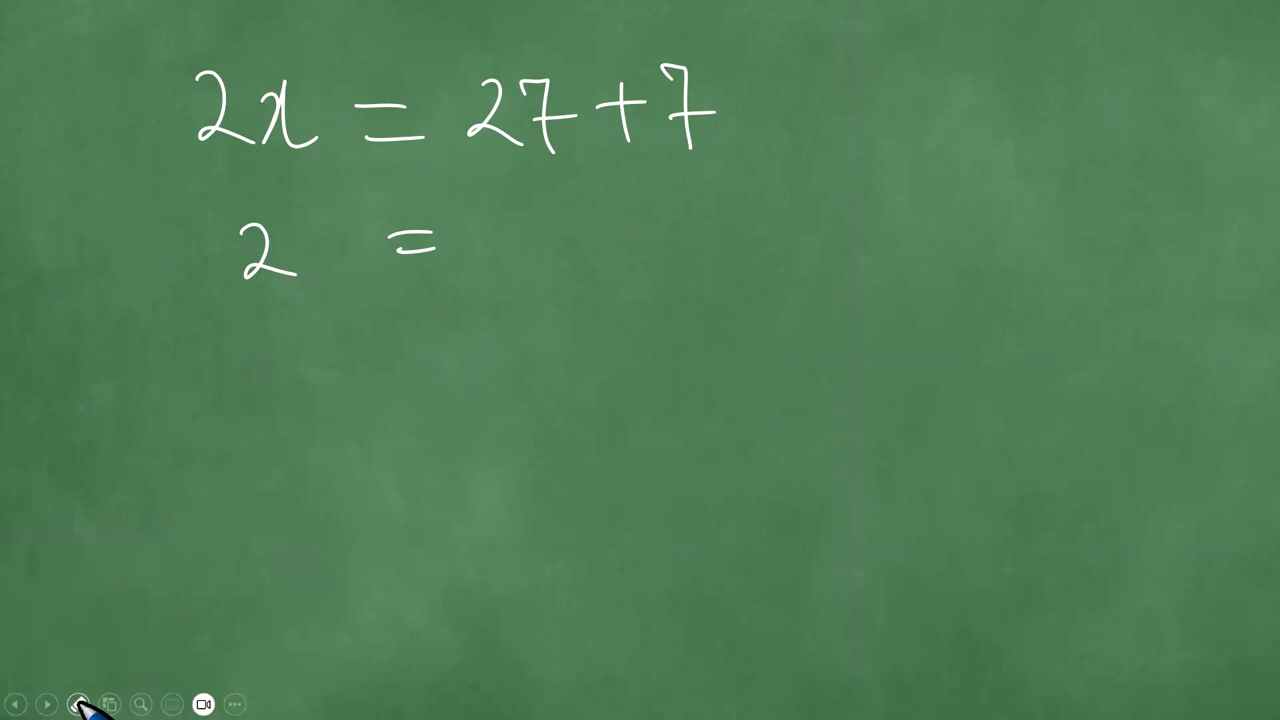 2x = 27 + 7
2 =